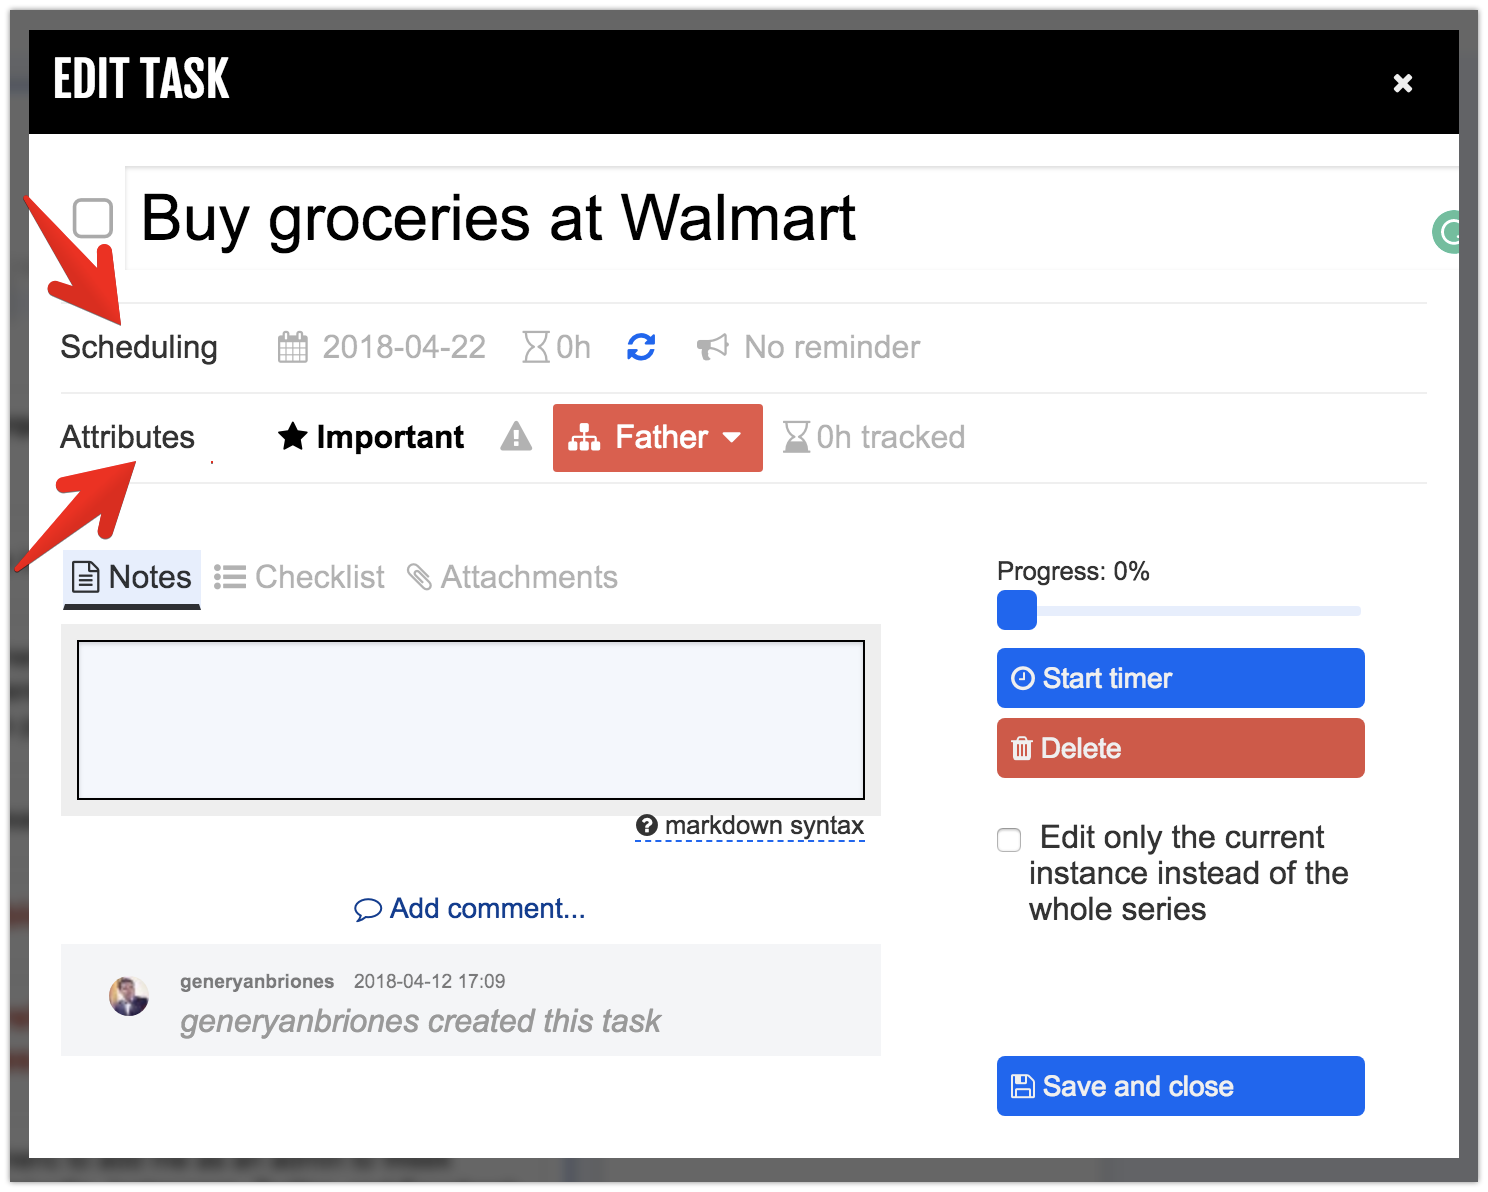 EDIT TASK
Buy groceries at Walmart
Scheduling 2018-04-22 0h No reminder
Attributes Important Father 0h tracked
Notes Checklist Attachments
Progress: 0%
Start timer
Delete
markdown syntax
Edit only the current
instance instead of the
whole series
Add comment...
generyanbriones 2018-04-12 17:09
generyanbriones created this task
Save and close